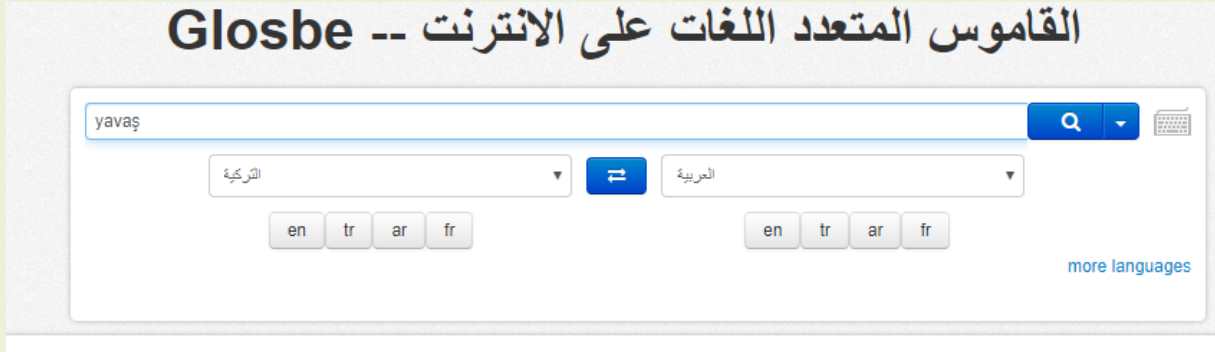 القاموس المتعدد اللغات على الانترنت -- Glosbe
yavaş
التركية العربية
en tr ar fr en tr ar fr
more languages